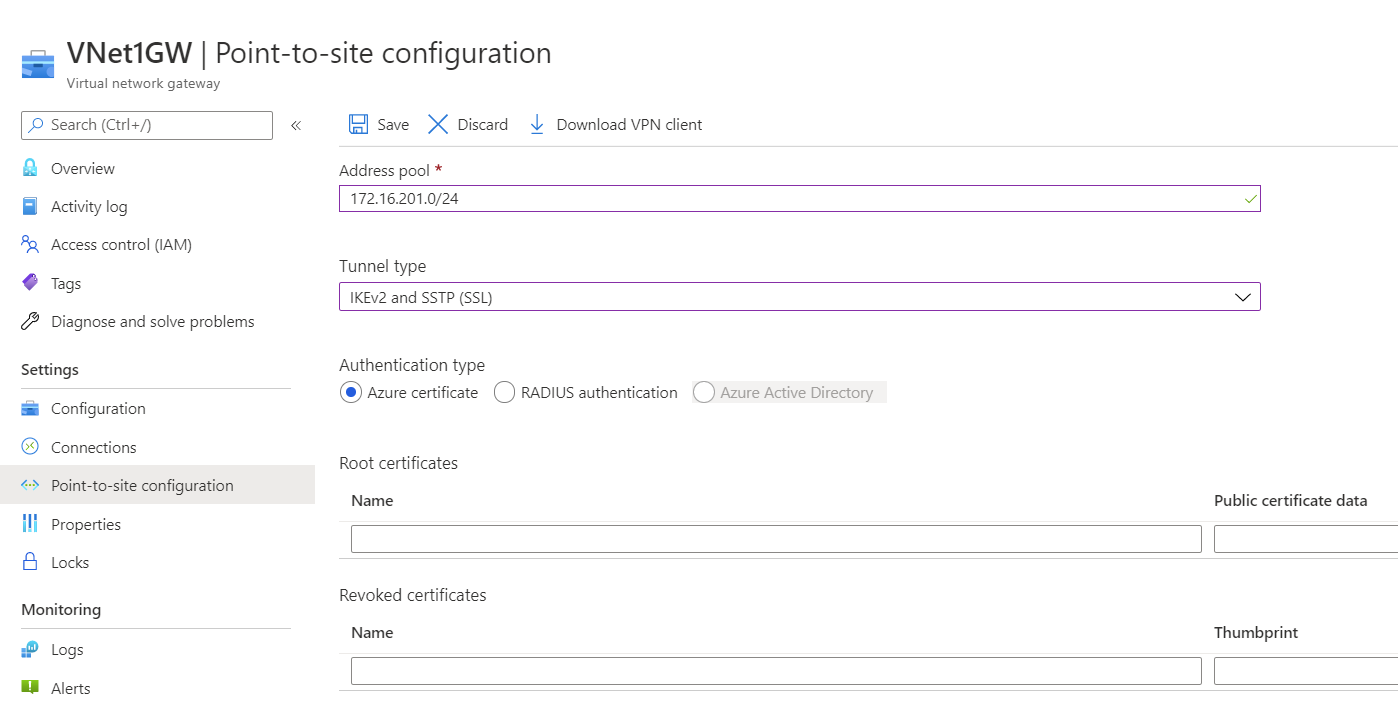 VNet1GW | Point-to-site configuration
Virtual network gateway
Search (Ctrl+/)
«
Overview
Activity log
Access control (IAM)
Tags
Diagnose and solve problems
Settings
Configuration
Connections
Point-to-site configuration
Properties
Locks
Monitoring
Logs
Alerts
Save Discard Download VPN client
Address pool *
172.16.201.0/24
Tunnel type
IKEv2 and SSTP (SSL)
Authentication type
Azure certificate RADIUS authentication Azure Active Directory
Root certificates
Name Public certificate data
Revoked certificates
Name Thumbprint